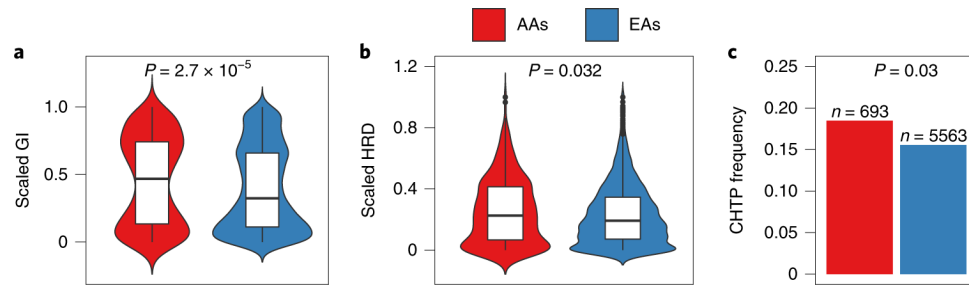 AAs EAs
a
P = 2.7 × 10⁻⁵
Scaled GI
1.0
0.5
0
b
P = 0.032
Scaled HRD
1.2
0.8
0.4
0
c
P = 0.03
CHTP frequency
0.25
0.20
0.15
0.10
0.05
0
n = 693
n = 5563